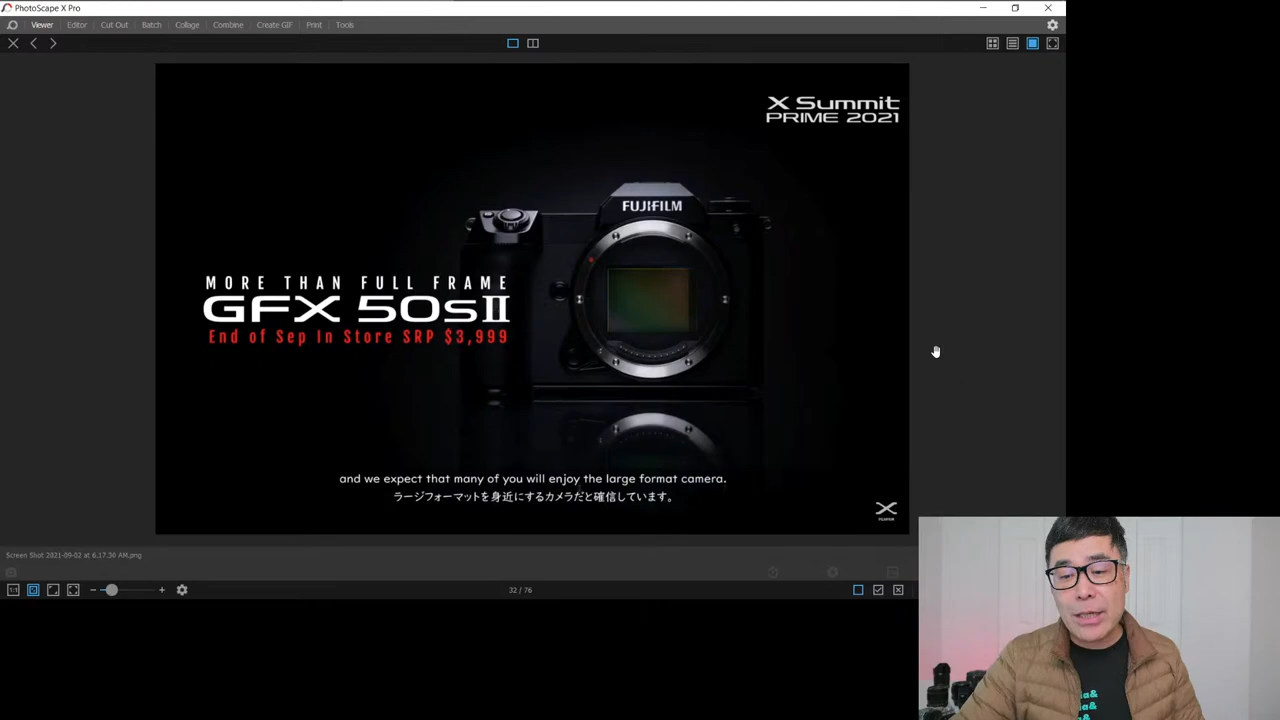 PhotoScape X Pro
Viewer Editor Cut Out Batch Collage Combine Create GIF Print Tools
X Summit
PRIME 2021
FUJIFILM
MORE THAN FULL FRAME
GFX 50sII
End of Sep In Store SRP $3,999
and we expect that many of you will enjoy the large format camera.
ラージフォーマットを身近にするカメラだと確信しています。
X
FUJIFILM
Screen Shot 2021-09-02 at 6.17.30 AM.png
1:1
32 / 76